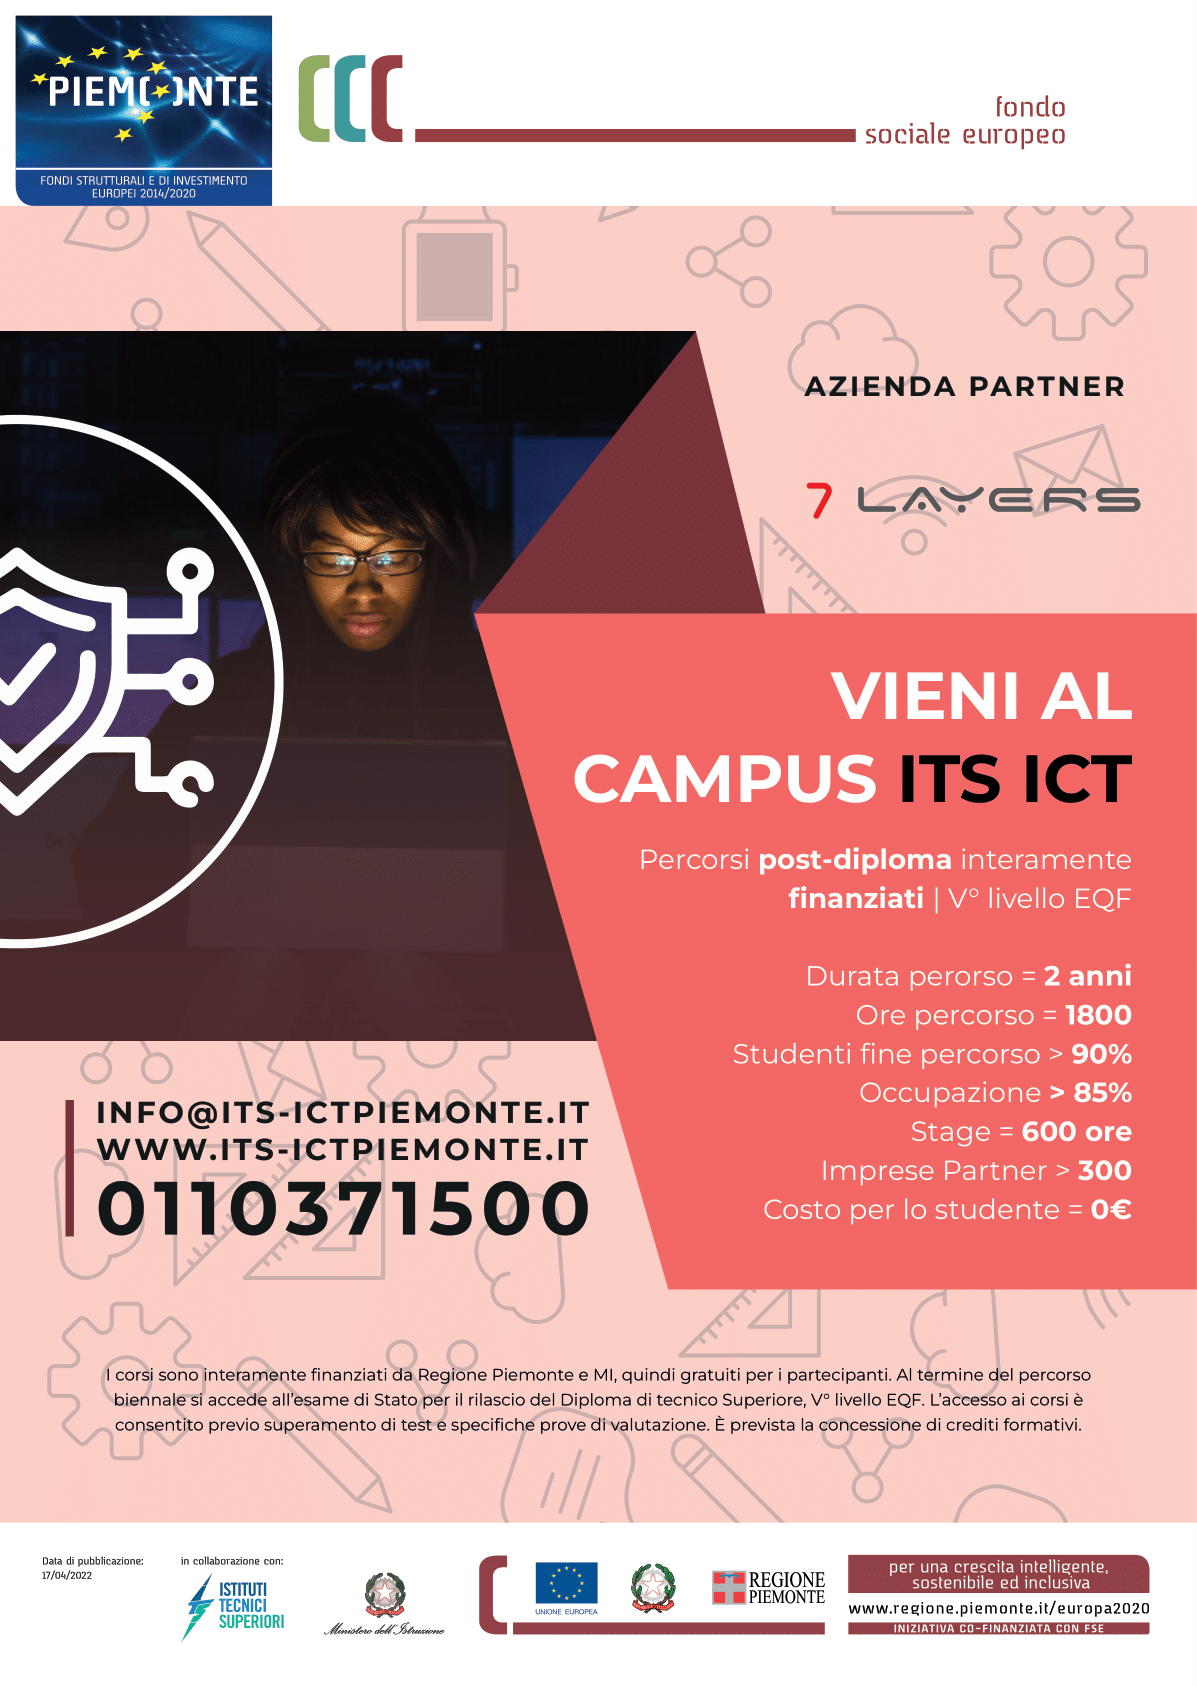 PIEM( )NTE
FONDI STRUTTURALI E DI INVESTIMENTO
EUROPEI 2014/2020
fondo
sociale europeo
AZIENDA PARTNER
7 LAYERS
VIENI AL
CAMPUS ITS ICT
Percorsi post-diploma interamente
finanziati | V° livello EQF
Durata perorso = 2 anni
Ore percorso = 1800
Studenti fine percorso > 90%
Occupazione > 85%
Stage = 600 ore
Imprese Partner > 300
Costo per lo studente = 0€
INFO@ITS-ICTPIEMONTE.IT
WWW.ITS-ICTPIEMONTE.IT
0110371500
I corsi sono interamente finanziati da Regione Piemonte e MI, quindi gratuiti per i partecipanti. Al termine del percorso
biennale si accede all'esame di Stato per il rilascio del Diploma di tecnico Superiore, V° livello EQF. L'accesso ai corsi è
consentito previo superamento di test e specifiche prove di valutazione. È prevista la concessione di crediti formativi.
Data di pubblicazione:
17/04/2022
in collaborazione con:
ISTITUTI
TECNICI
SUPERIORI
Ministero dell'Istruzione
UNIONE EUROPEA
REGIONE
PIEMONTE
per una crescita intelligente,
sostenibile ed inclusiva
www.regione.piemonte.it/europa2020
INIZIATIVA CO-FINANZIATA CON FSE